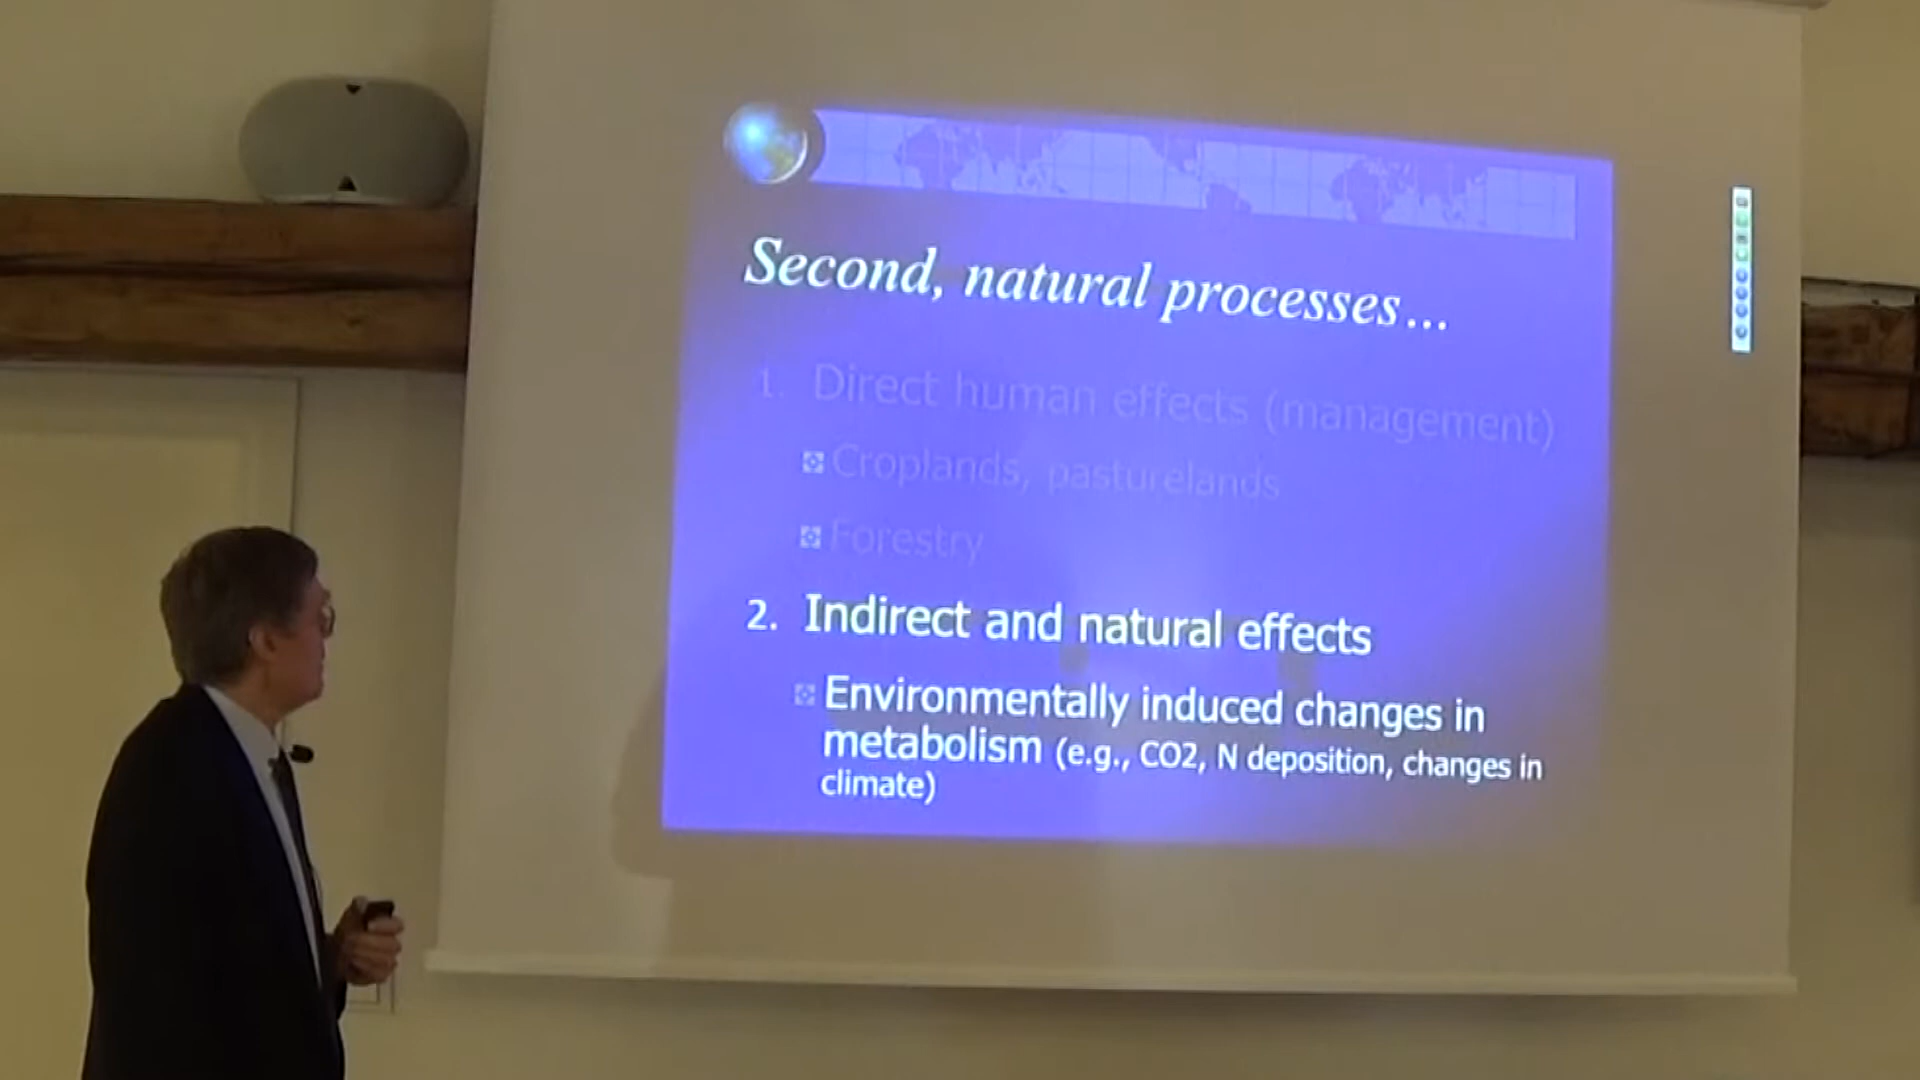 Second, natural processes...
1. Direct human effects (management)
Croplands, pasturelands
Forestry
2. Indirect and natural effects
Environmentally induced changes in
metabolism (e.g., CO2, N deposition, changes in
climate)